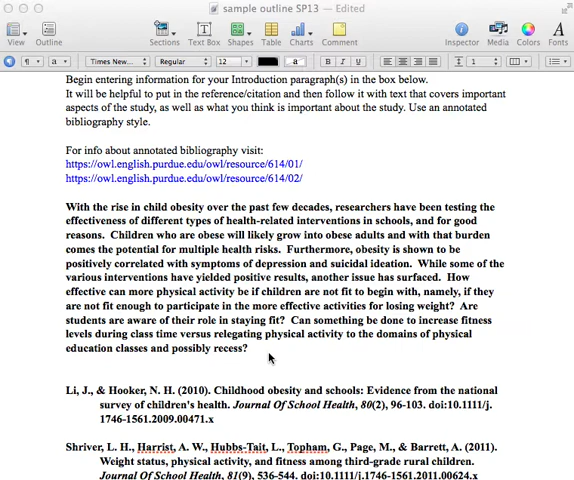 sample outline SP13 — Edited
View
Outline
Sections
Text Box
Shapes
Table
Charts
Comment
Inspector
Media
Colors
Fonts
¶
a
Times New...
Regular
12
a
B I U
1
Begin entering information for your Introduction paragraph(s) in the box below.
It will be helpful to put in the reference/citation and then follow it with text that covers important
aspects of the study, as well as what you think is important about the study. Use an annotated
bibliography style.
For info about annotated bibliography visit:
https://owl.english.purdue.edu/owl/resource/614/01/
https://owl.english.purdue.edu/owl/resource/614/02/
With the rise in child obesity over the past few decades, researchers have been testing the
effectiveness of different types of health-related interventions in schools, and for good
reasons. Children who are obese will likely grow into obese adults and with that burden
comes the potential for multiple health risks. Furthermore, obesity is shown to be
positively correlated with symptoms of depression and suicidal ideation. While some of the
various interventions have yielded positive results, another issue has surfaced. How
effective can more physical activity be if children are not fit to begin with, namely, if they
are not fit enough to participate in the more effective activities for losing weight? Are
students are aware of their role in staying fit? Can something be done to increase fitness
levels during class time versus relegating physical activity to the domains of physical
education classes and possibly recess?
Li, J., & Hooker, N. H. (2010). Childhood obesity and schools: Evidence from the national
survey of children's health. Journal Of School Health, 80(2), 96-103. doi:10.1111/j.
1746-1561.2009.00471.x
Shriver, L. H., Harrist, A. W., Hubbs-Tait, L., Topham, G., Page, M., & Barrett, A. (2011).
Weight status, physical activity, and fitness among third-grade rural children.
Journal Of School Health, 81(9), 536-544. doi:10.1111/j.1746-1561.2011.00624.x